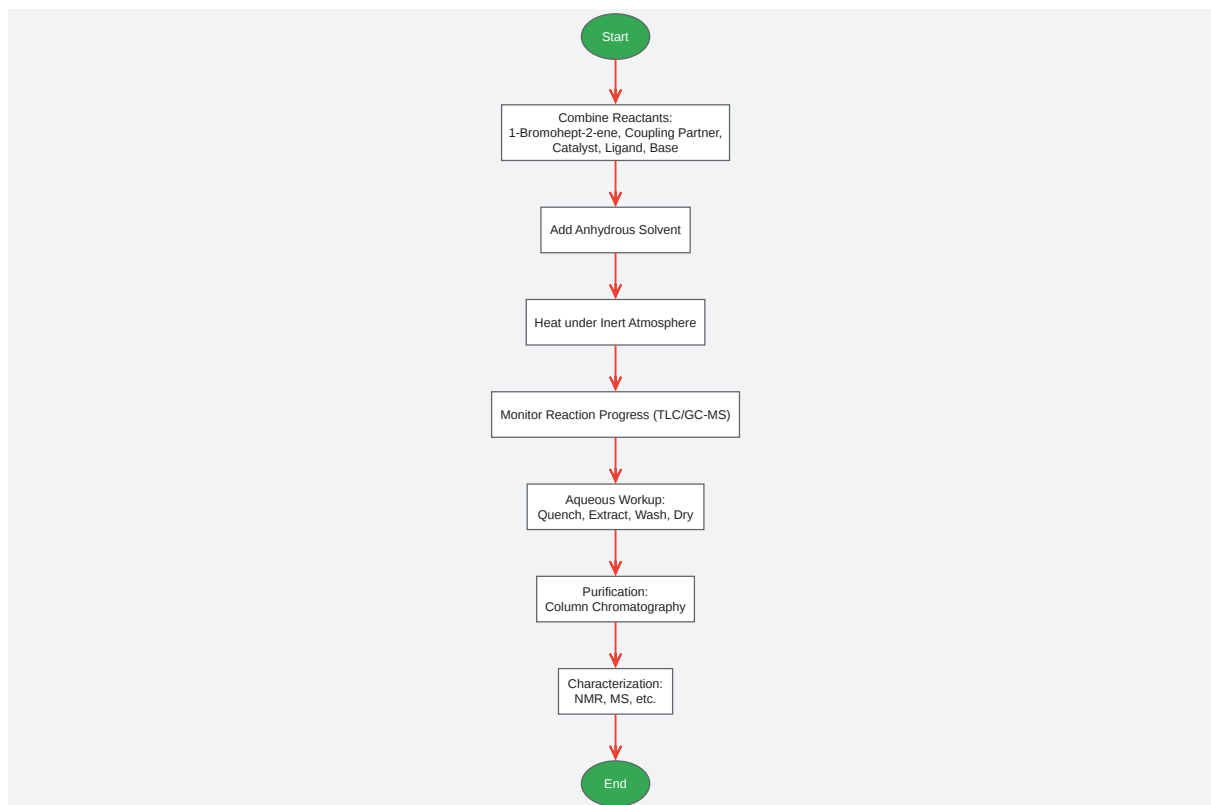 Start
Combine Reactants:
1-Bromohept-2-ene, Coupling Partner,
Catalyst, Ligand, Base
Add Anhydrous Solvent
Heat under Inert Atmosphere
Monitor Reaction Progress (TLC/GC-MS)
Aqueous Workup:
Quench, Extract, Wash, Dry
Purification:
Column Chromatography
Characterization:
NMR, MS, etc.
End